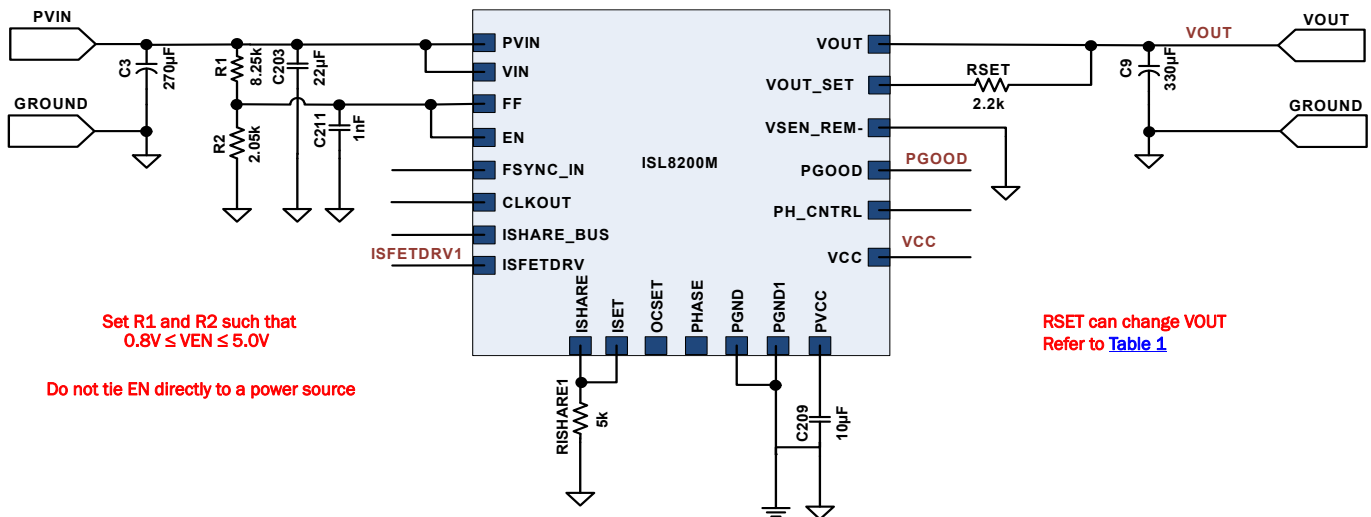 PVIN
GROUND
C3
270µF
R1
8.25k
C203
22µF
R2
2.05k
C211
1nF
ISFETDRV1
PVIN
VIN
FF
EN
FSYNC_IN
CLKOUT
ISHARE_BUS
ISFETDRV
ISL8200M
VOUT
VOUT_SET
VSEN_REM-
PGOOD
PH_CNTRL
VCC
ISHARE
ISET
OCSET
PHASE
PGND
PGND1
PVCC
RSET
2.2k
PGOOD
VCC
VOUT
C9
330µF
VOUT
GROUND
RISHARE1
5k
C209
10µF
Set R1 and R2 such that
0.8V ≤ VEN ≤ 5.0V
Do not tie EN directly to a power source
RSET can change VOUT
Refer to Table 1